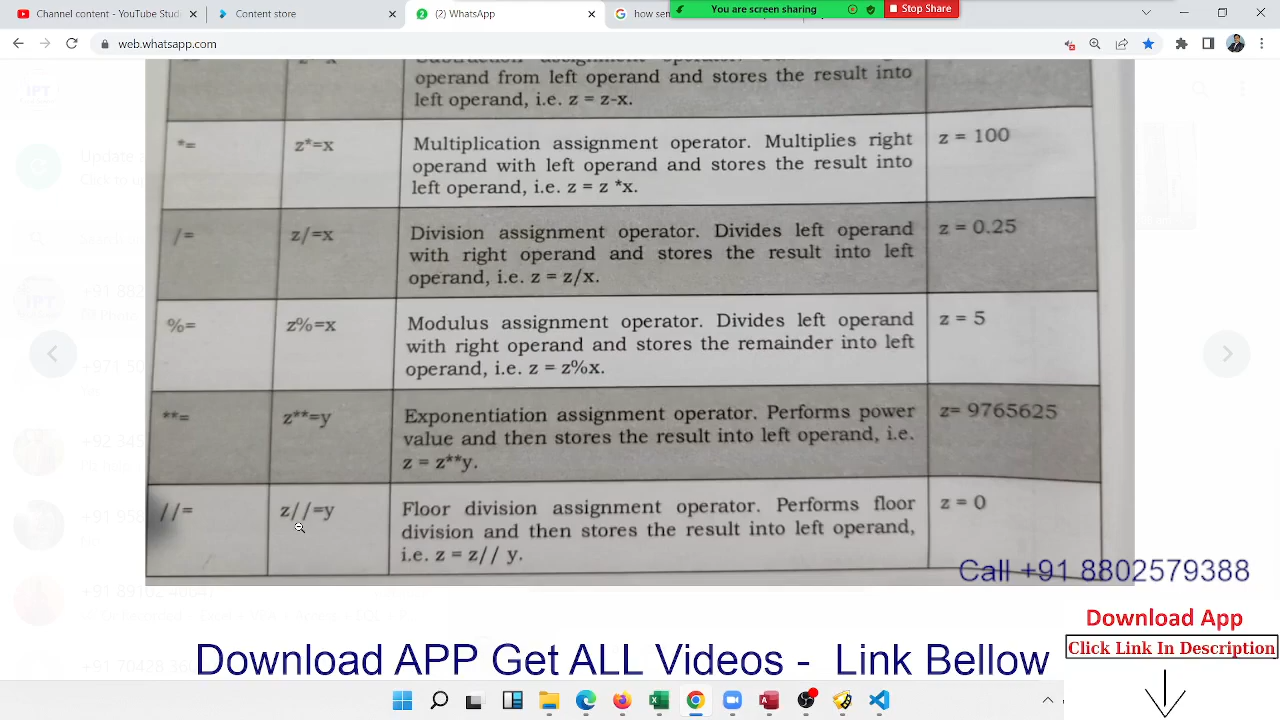 Channel content - YouTube Stud
Content store
(2) WhatsApp
how sen
You are screen sharing
Stop Share
web.whatsapp.com
operand from left operand and stores the result into
left operand, i.e. z = z-x.
*=
z*=x
Multiplication assignment operator. Multiplies right
operand with left operand and stores the result into
left operand, i.e. z = z *x.
z = 100
/=
z/=x
Division assignment operator. Divides left operand
with right operand and stores the result into left
operand, i.e. z = z/x.
z = 0.25
%=
z%=x
Modulus assignment operator. Divides left operand
with right operand and stores the remainder into left
operand, i.e. z = z%x.
z = 5
**=
z**=y
Exponentiation assignment operator. Performs power
value and then stores the result into left operand, i.e.
z = z**y.
z= 9765625
//=
z//=y
Floor division assignment operator. Performs floor
division and then stores the result into left operand,
i.e. z = z// y.
z = 0
Call +91 8802579388
Download App
Click Link In Description
Download APP Get ALL Videos - Link Bellow